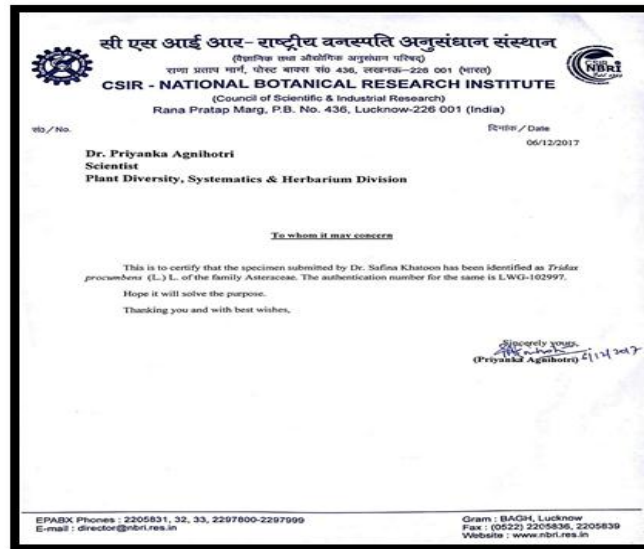 सी एस आई आर- राष्ट्रीय वनस्पति अनुसंधान संस्थान
(वैज्ञानिक तथा औद्योगिक अनुसंधान परिषद्)
राणा प्रताप मार्ग, पोस्ट बाक्स सं0 436, लखनऊ-226 001 (भारत)
CSIR - NATIONAL BOTANICAL RESEARCH INSTITUTE
(Council of Scientific & Industrial Research)
Rana Pratap Marg, P.B. No. 436, Lucknow-226 001 (India)
CSIR
NBRI
सं0/No.
दिनांक/Date
06/12/2017
Dr. Priyanka Agnihotri
Scientist
Plant Diversity, Systematics & Herbarium Division
To whom it may concern
This is to certify that the specimen submitted by Dr. Safina Khatoon has been identified as Tridax
procumbens (L.) L. of the family Asteraceae. The authentication number for the same is LWG-102997.
Hope it will solve the purpose.
Thanking you and with best wishes,
Sincerely yours,
6/12/2017
(Priyanka Agnihotri)
EPABX Phones : 2205831, 32, 33, 2297800-2297999
E-mail : director@nbri.res.in
Gram : BAGH, Lucknow
Fax : (0522) 2205836, 2205839
Website : www.nbri.res.in